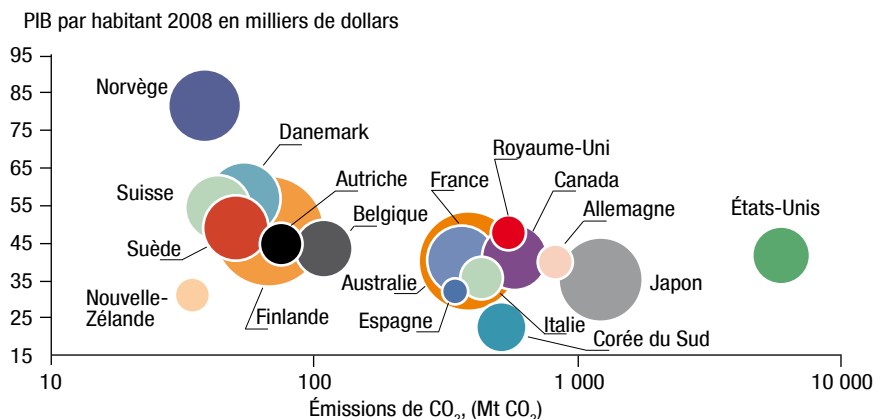 PIB par habitant 2008 en milliers de dollars
95
85
75
65
55
45
35
25
15
Norvège
Danemark
Suisse
Autriche
Belgique
Suède
Nouvelle-
Zélande
Finlande
Royaume-Uni
France
Canada
Allemagne
États-Unis
Australie
Espagne
Italie
Japon
Corée du Sud
10
100
1 000
10 000
Émissions de CO₂, (Mt CO₂)